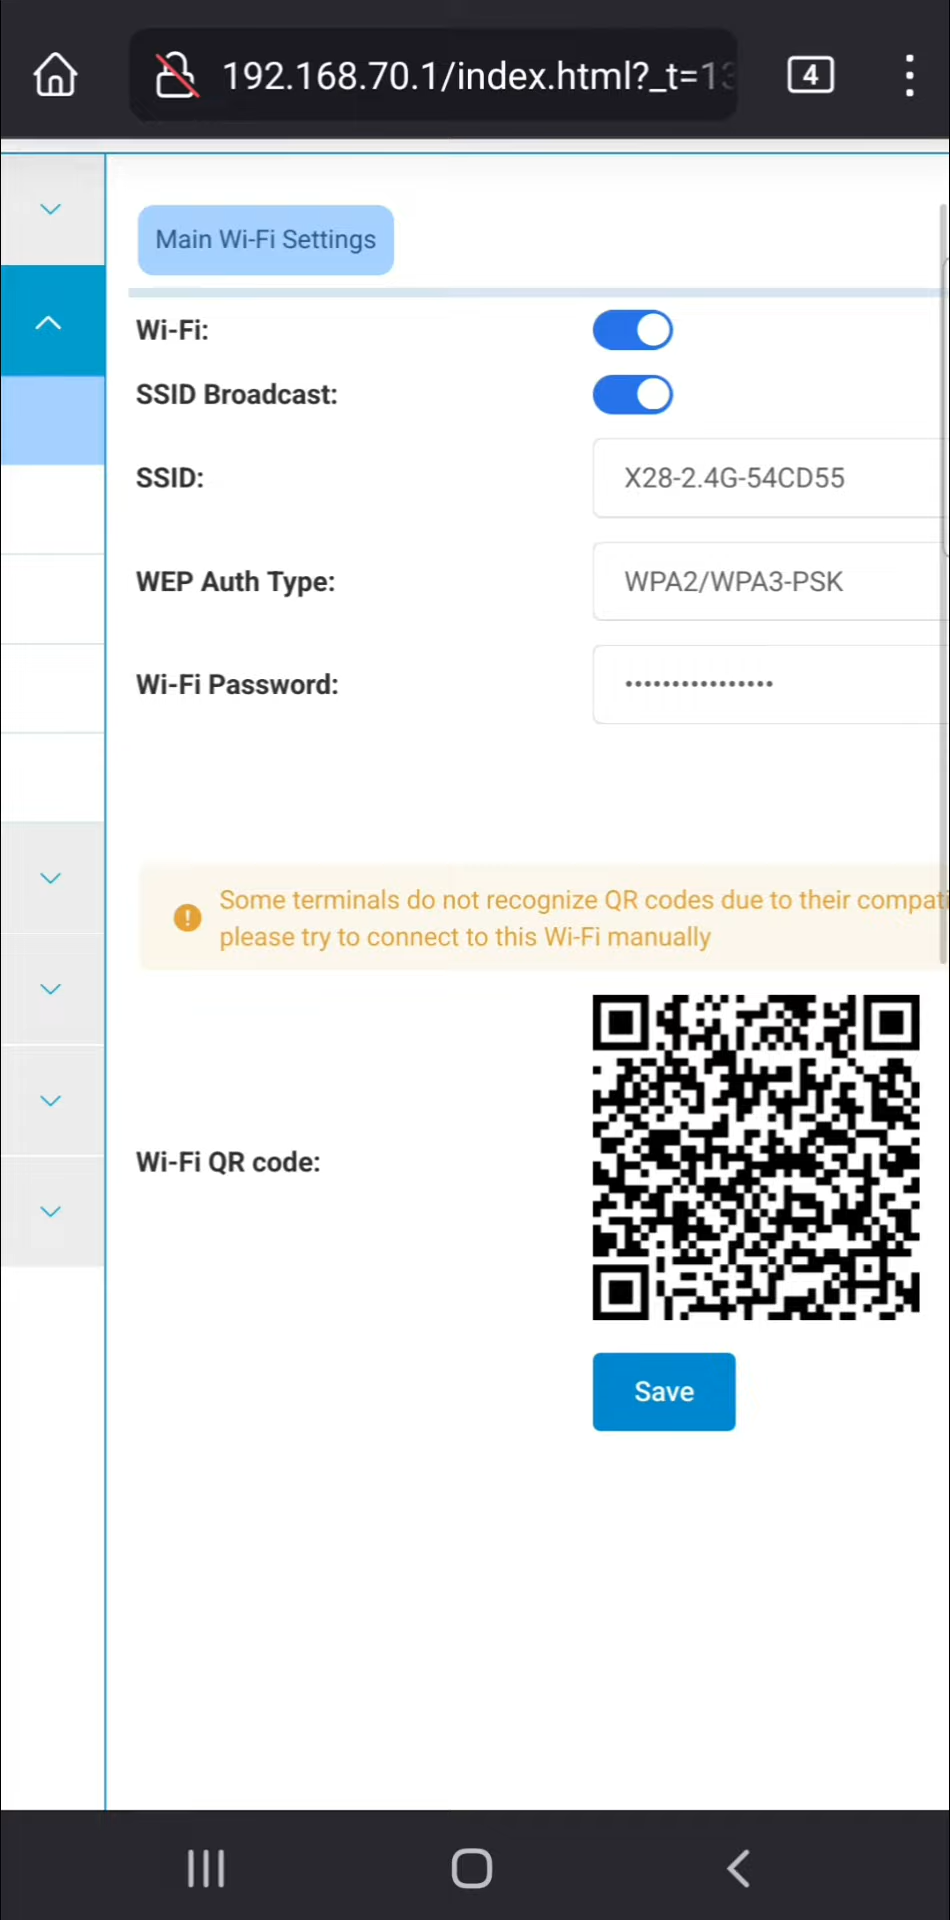 192.168.70.1/index.html?_t=13
4
Main Wi-Fi Settings
Wi-Fi:
SSID Broadcast:
SSID:
X28-2.4G-54CD55
WEP Auth Type:
WPA2/WPA3-PSK
Wi-Fi Password:
••••••••••••••••
Some terminals do not recognize QR codes due to their compati
please try to connect to this Wi-Fi manually
Wi-Fi QR code:
Save